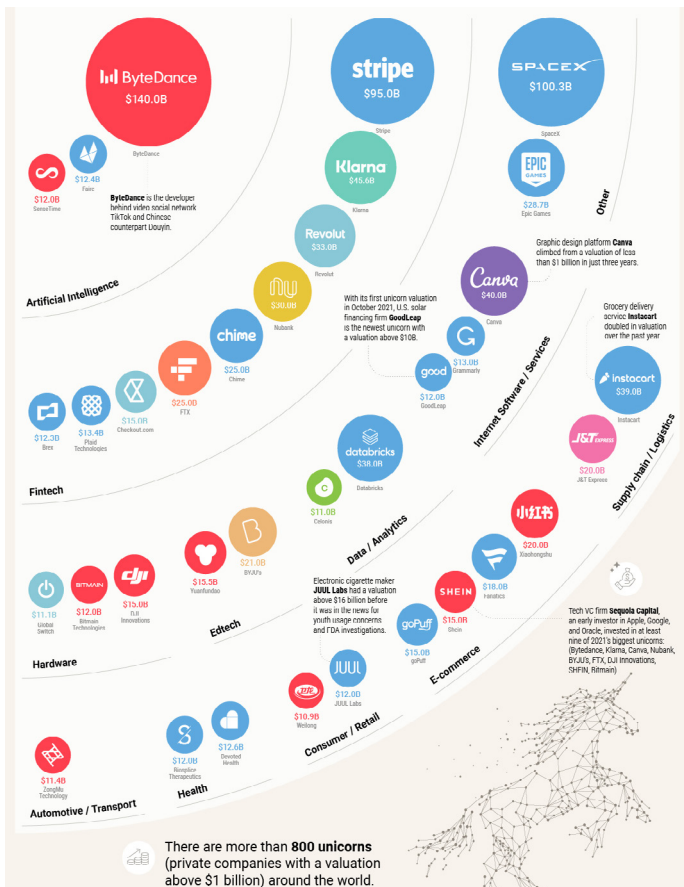 ByteDance
$140.0B
ByteDance
$12.4B
Faire
$12.0B
SenseTime
ByteDance is the developer
behind video social network
TikTok and Chinese
counterpart Douyin.
Artificial Intelligence
stripe
$95.0B
Stripe
Klarna
$45.6B
Klarna
Revolut
$33.0B
Revolut
nu
$30.0B
Nubank
chime
$25.0B
Chime
$25.0B
FTX
$15.0B
Checkout.com
$13.4B
Plaid
Technologies
$12.3B
Brex
Fintech
SPACEX
$100.3B
SpaceX
EPIC
GAMES
$28.7B
Epic Games
Other
Graphic design platform Canva
climbed from a valuation of less
than $1 billion in just three years.
Canva
$40.0B
Canva
$13.0B
Grammarly
good
$12.0B
GoodLeap
With its first unicorn valuation
in October 2021, U.S. solar
financing firm GoodLeap
is the newest unicorn with
a valuation above $10B.
Internet Software / Services
Grocery delivery
service Instacart
doubled in valuation
over the past year
instacart
$39.0B
Instacart
J&T EXPRESS
$20.0B
J&T Express
Supply chain / Logistics
databricks
$38.0B
Databricks
$11.0B
Celonis
Data / Analytics
B
$21.0B
BYJU's
$15.5B
Yuanfundao
Edtech
dji
$15.0B
DJI
Innovations
BITMAIN
$12.0B
Bitmain
Technologies
$11.1B
Global
Switch
Hardware
小红书
$20.0B
Xiaohongshu
$18.0B
Fanatics
SHEIN
$15.0B
Shein
goPuff
$15.0B
goPuff
E-commerce
Electronic cigarette maker
JUUL Labs had a valuation
above $16 billion before
it was in the news for
youth usage concerns
and FDA investigations.
JUUL
$12.0B
JUUL Labs
$10.9B
Weilong
Consumer / Retail
Tech VC firm Sequoia Capital,
an early investor in Apple, Google,
and Oracle, invested in at least
nine of 2021's biggest unicorns:
(Bytedance, Klarna, Canva, Nubank,
BYJU's, FTX, DJI Innovations,
SHEIN, Bitmain)
$12.6B
Devoted
Health
$12.0B
Therapeutics
Health
$11.4B
ZongMu
Technology
Automotive / Transport
There are more than 800 unicorns
(private companies with a valuation
above $1 billion) around the world.